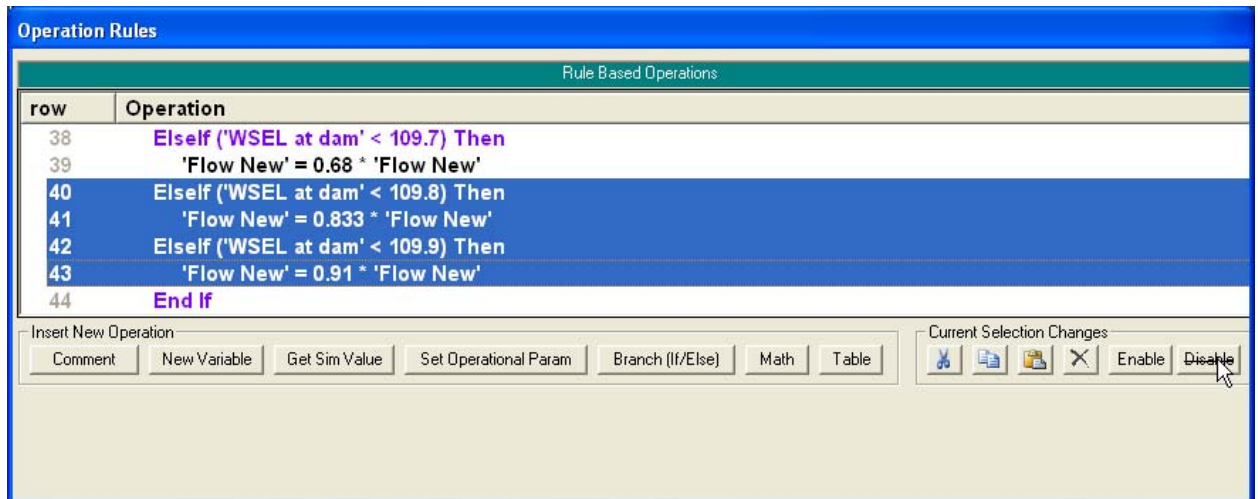 Operation Rules
Rule Based Operations
row Operation
38 ElseIf ('WSEL at dam' < 109.7) Then
39 'Flow New' = 0.68 * 'Flow New'
40 ElseIf ('WSEL at dam' < 109.8) Then
41 'Flow New' = 0.833 * 'Flow New'
42 ElseIf ('WSEL at dam' < 109.9) Then
43 'Flow New' = 0.91 * 'Flow New'
44 End If
Insert New Operation Current Selection Changes
Comment New Variable Get Sim Value Set Operational Param Branch (If/Else) Math Table Enable Disable